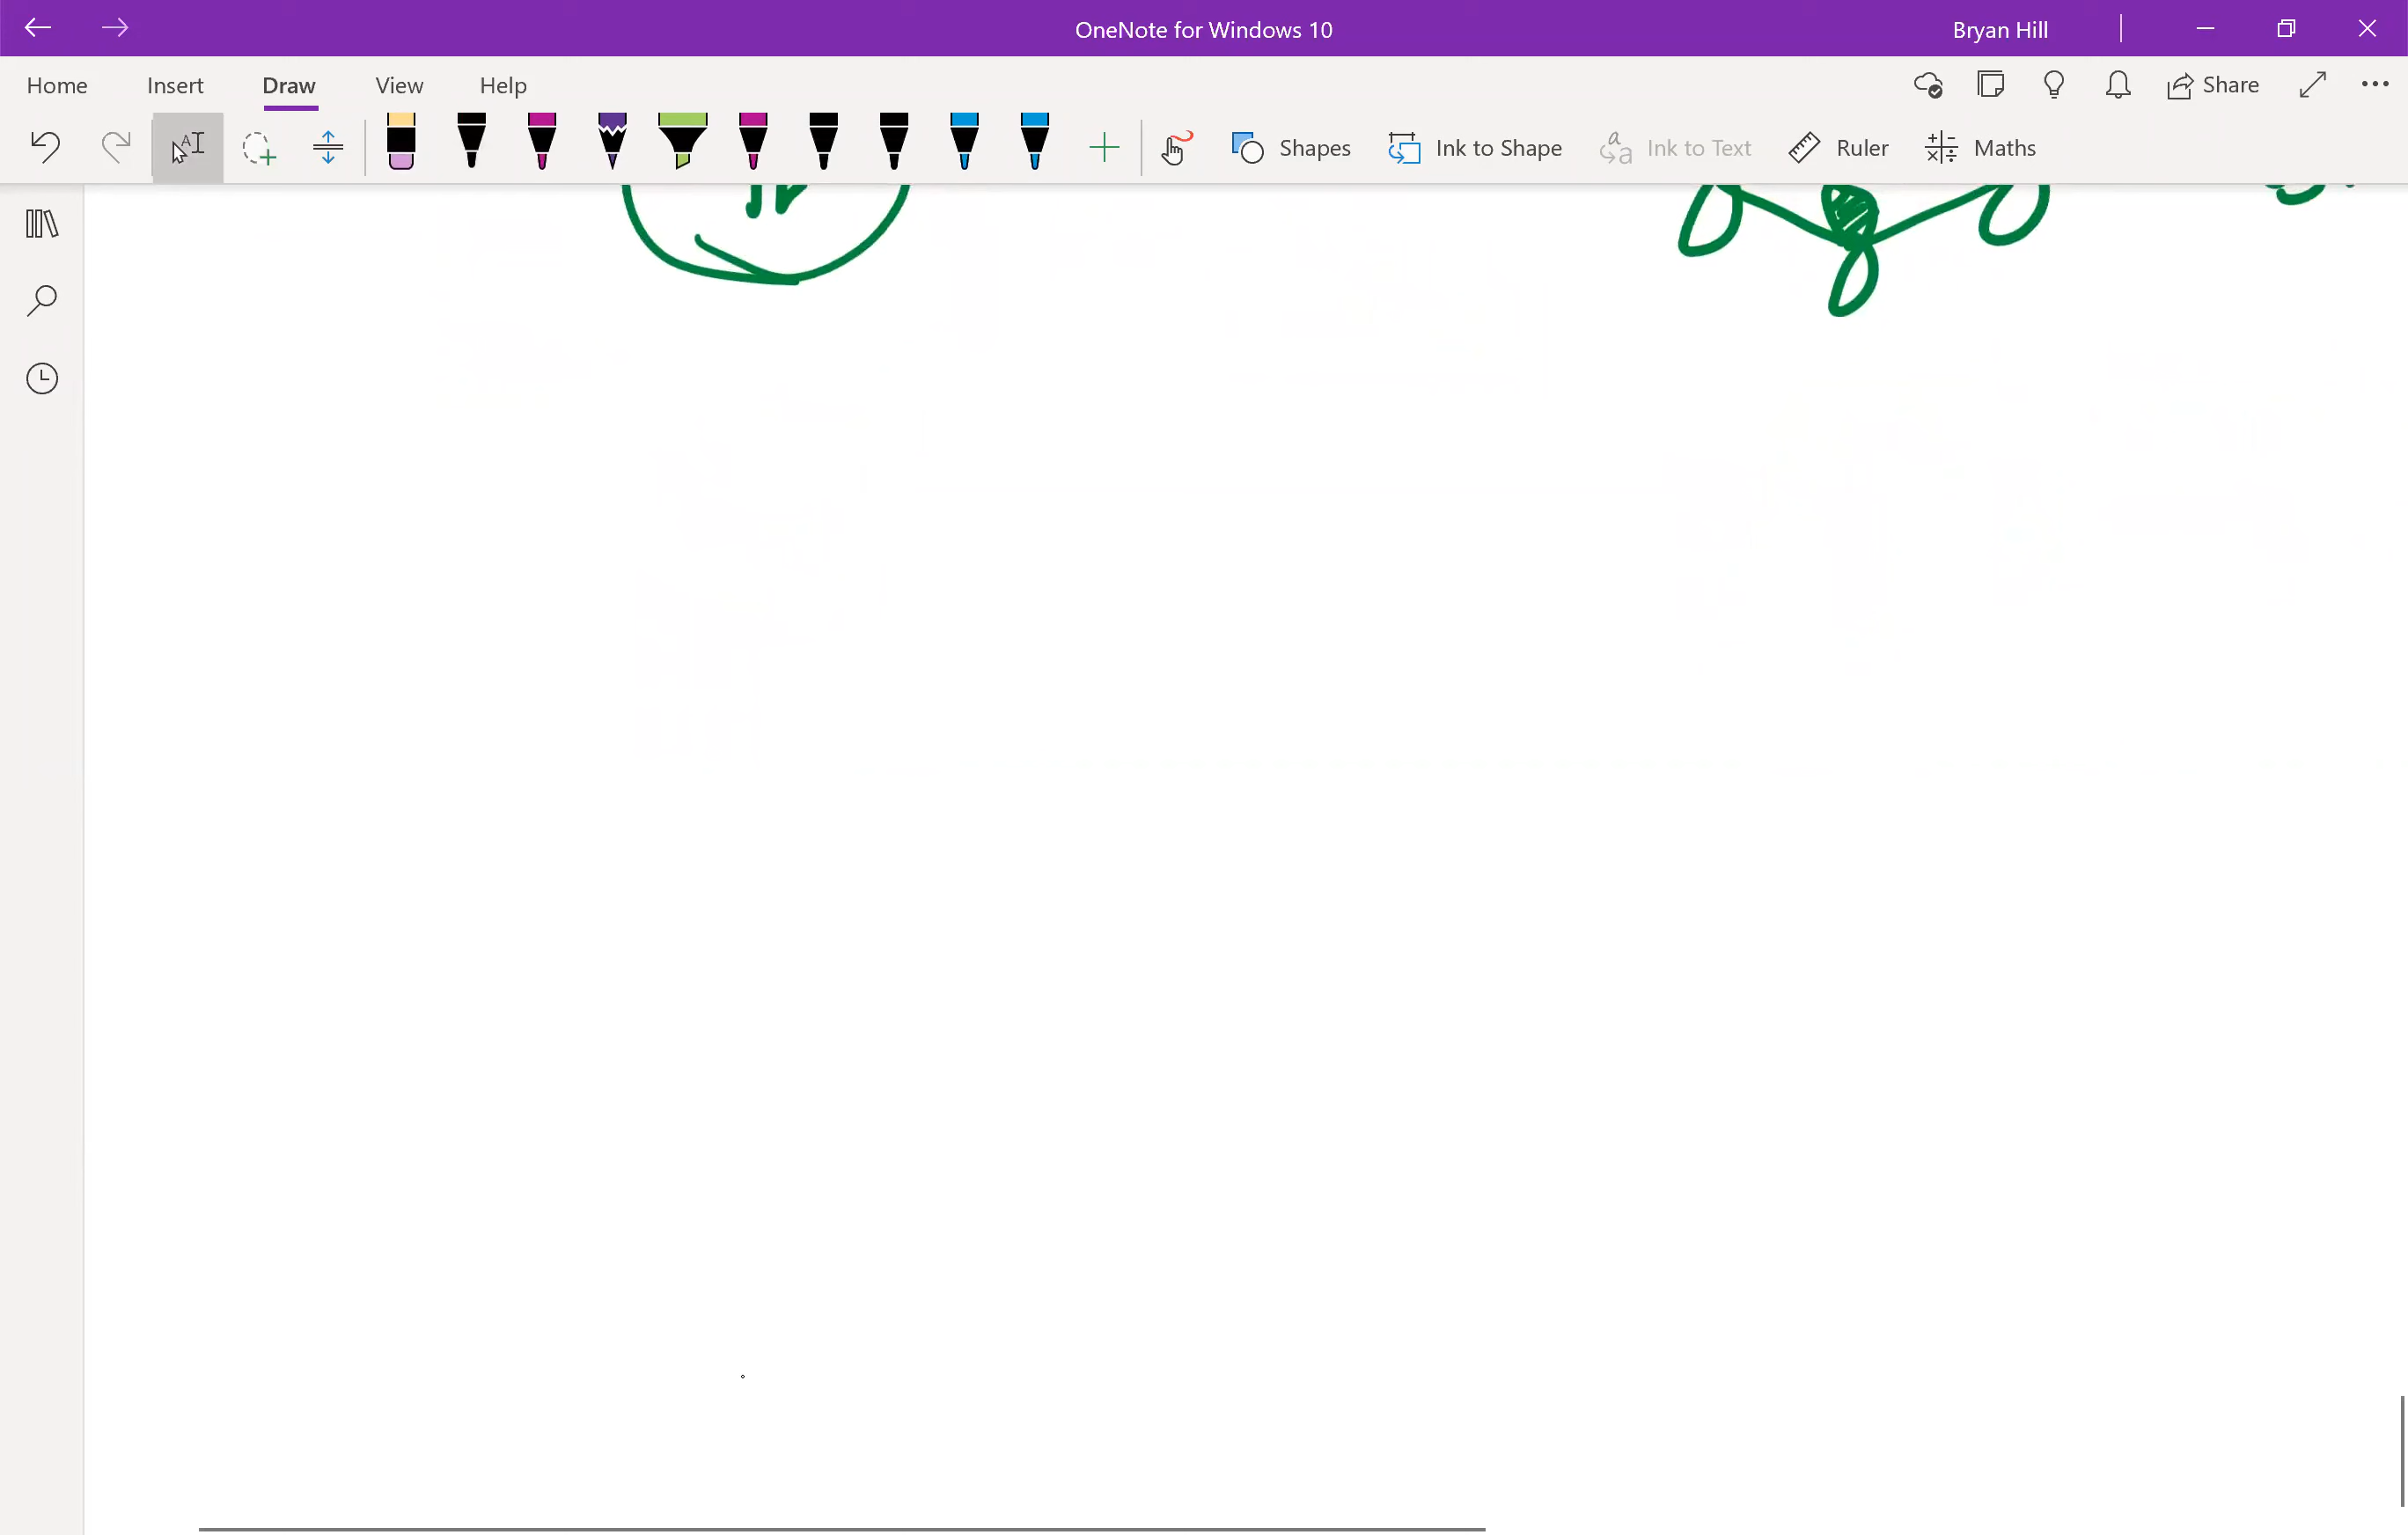 OneNote for Windows 10
Bryan Hill
Home Insert Draw View Help
Share
Shapes Ink to Shape Ink to Text Ruler Maths